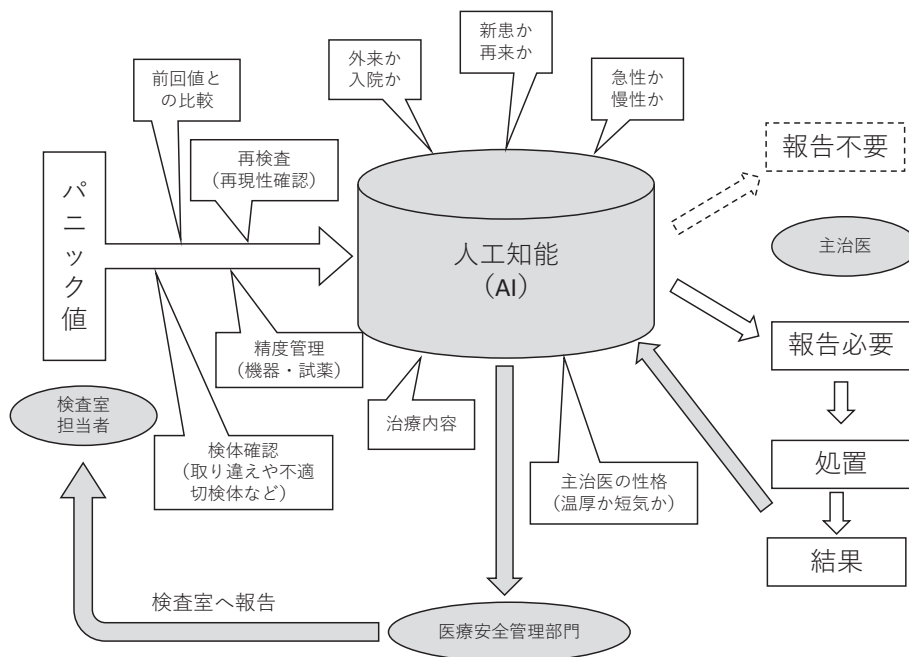 新患か
再来か
外来か
入院か
急性か
慢性か
前回値と
の比較
報告不要
再検査
（再現性確認）
パニック値
人工知能
（AI）
主治医
報告必要
精度管理
（機器・試薬）
検査室
担当者
治療内容
検体確認
（取り違えや不適
切検体など）
処置
主治医の性格
（温厚か短気か）
結果
検査室へ報告
医療安全管理部門